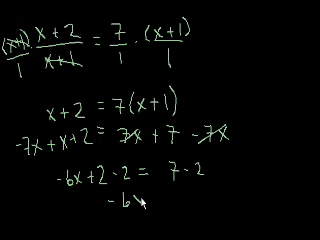 (x+1)/1 x+2/x+1 = 7/1 · (x+1)/1
x+2 = 7(x+1)
-7x+x+2 = 7x + 7 - 7x
-6x+2-2 = 7-2
-6x